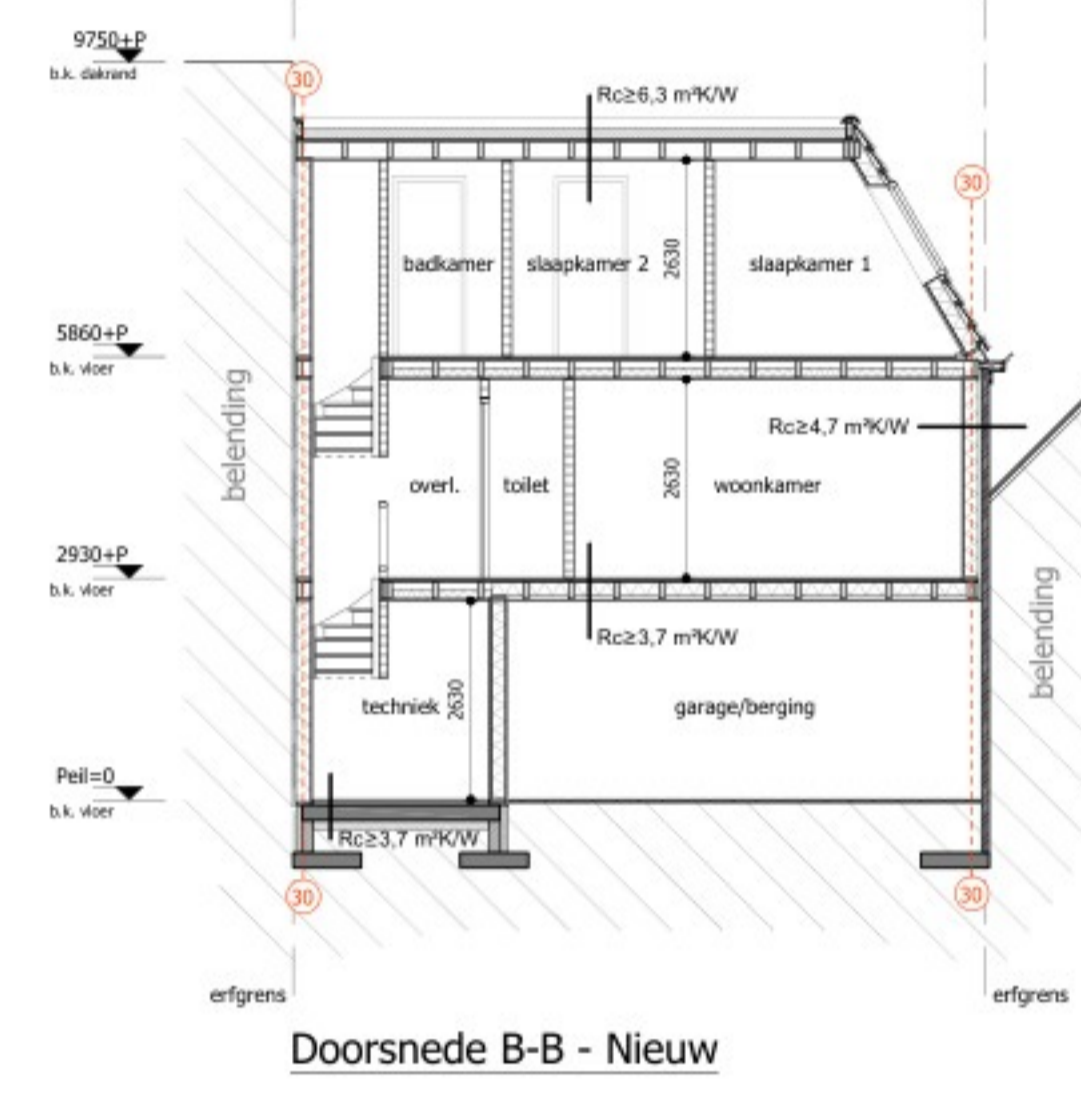 9750+P
b.k. dakrand
30
Rc≥6,3 m²K/W
30
badkamer
slaapkamer 2
2630
slaapkamer 1
5860+P
b.k. vloer
belending
Rc≥4,7 m²K/W
overl.
toilet
2630
woonkamer
2930+P
b.k. vloer
belending
Rc≥3,7 m²K/W
techniek
2630
garage/berging
Peil=0
b.k. vloer
Rc≥3,7 m²K/W
30
30
erfgrens
erfgrens
Doorsnede B-B - Nieuw